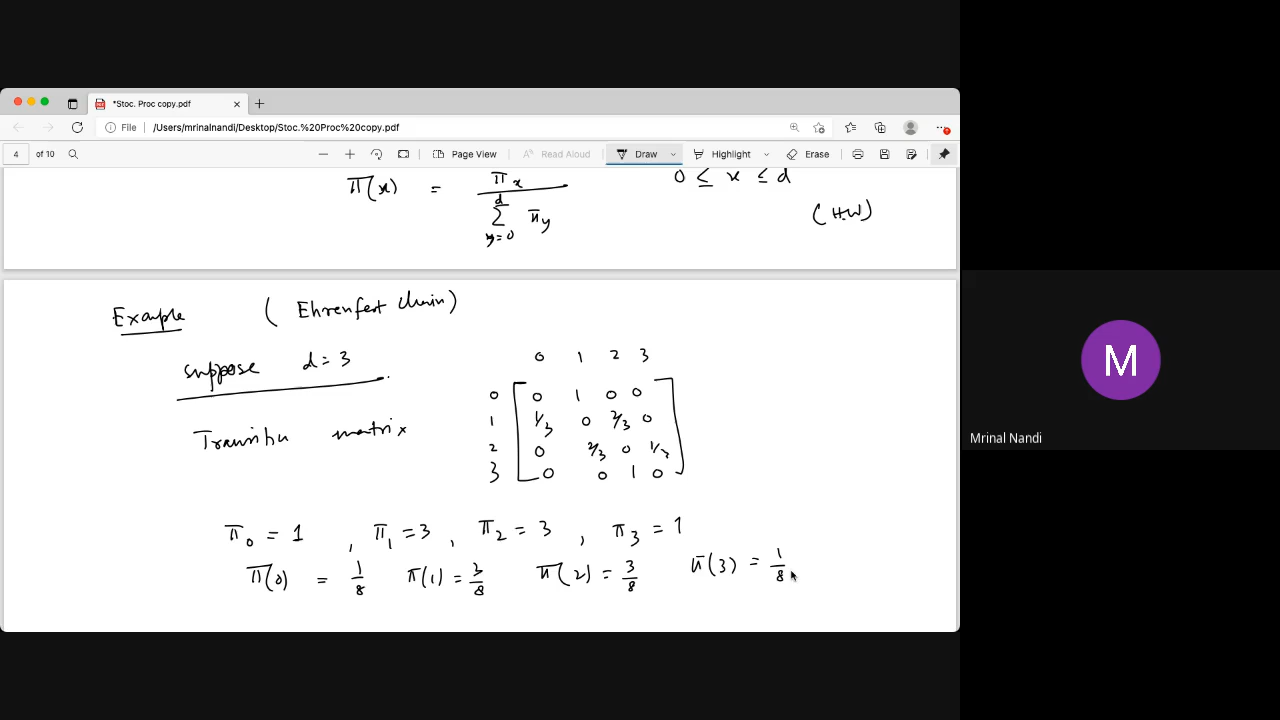 *Stoc. Proc copy.pdf
File /Users/mrinalnandi/Desktop/Stoc.%20Proc%20copy.pdf
4 of 10 Page View Read Aloud Draw Highlight Erase
π(x) = π_x / Σ_{y=0}^{d} π_y 0 ≤ x ≤ d
(H.W)
Example (Ehrenfest chain)
suppose d = 3
0 1 2 3
0 0 1 0 0
1 1/3 0 2/3 0
Transitn matrix
2 0 2/3 0 1/3
3 0 0 1 0
π_0 = 1 , π_1 = 3 , π_2 = 3 , π_3 = 1
π(0) = 1/8 π(1) = 3/8 π(2) = 3/8 π(3) = 1/8
M
Mrinal Nandi